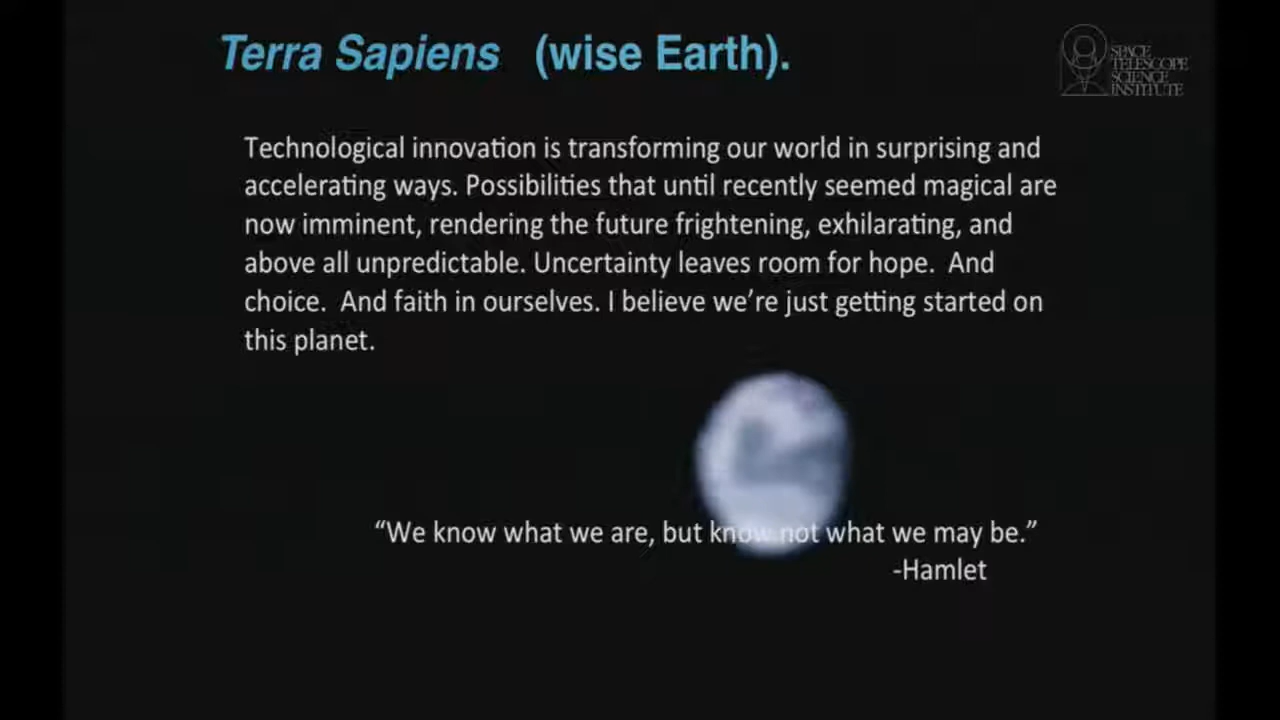 Terra Sapiens (wise Earth).
SPACE
TELESCOPE
SCIENCE
INSTITUTE
Technological innovation is transforming our world in surprising and
accelerating ways. Possibilities that until recently seemed magical are
now imminent, rendering the future frightening, exhilarating, and
above all unpredictable. Uncertainty leaves room for hope.  And
choice.  And faith in ourselves. I believe we’re just getting started on
this planet.
“We know what we are, but know not what we may be.”
-Hamlet